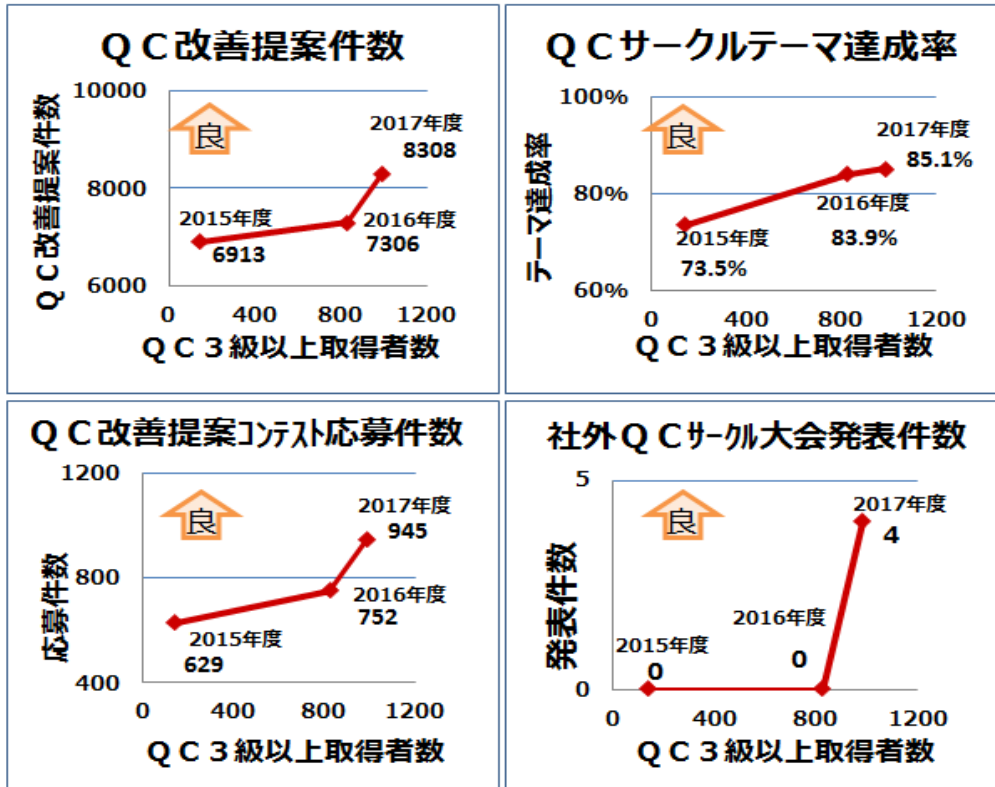 ＱＣ改善提案件数
10000
良
2017年度
8308
ＱＣ改善提案件数
8000
2015年度
6913
2016年度
7306
6000
0 400 800 1200
ＱＣ３級以上取得者数
ＱＣサークルテーマ達成率
100%
良
2017年度
85.1%
テーマ達成率
80%
2016年度
83.9%
2015年度
73.5%
60%
0 400 800 1200
ＱＣ３級以上取得者数
ＱＣ改善提案ｺﾝﾃｽﾄ応募件数
1200
良
2017年度
945
応募件数
800
2016年度
752
2015年度
629
400
0 400 800 1200
ＱＣ３級以上取得者数
社外ＱＣｻｰｸﾙ大会発表件数
5
良
2017年度
4
発表件数
2016年度
0
2015年度
0
0
0 400 800 1200
ＱＣ３級以上取得者数